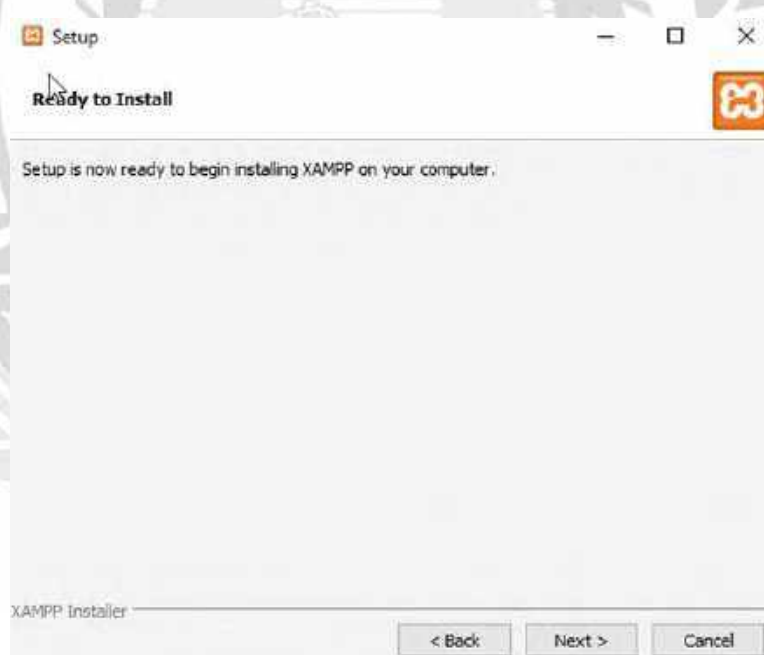 Setup
Ready to Install
Setup is now ready to begin installing XAMPP on your computer.
XAMPP Installer
< Back Next > Cancel